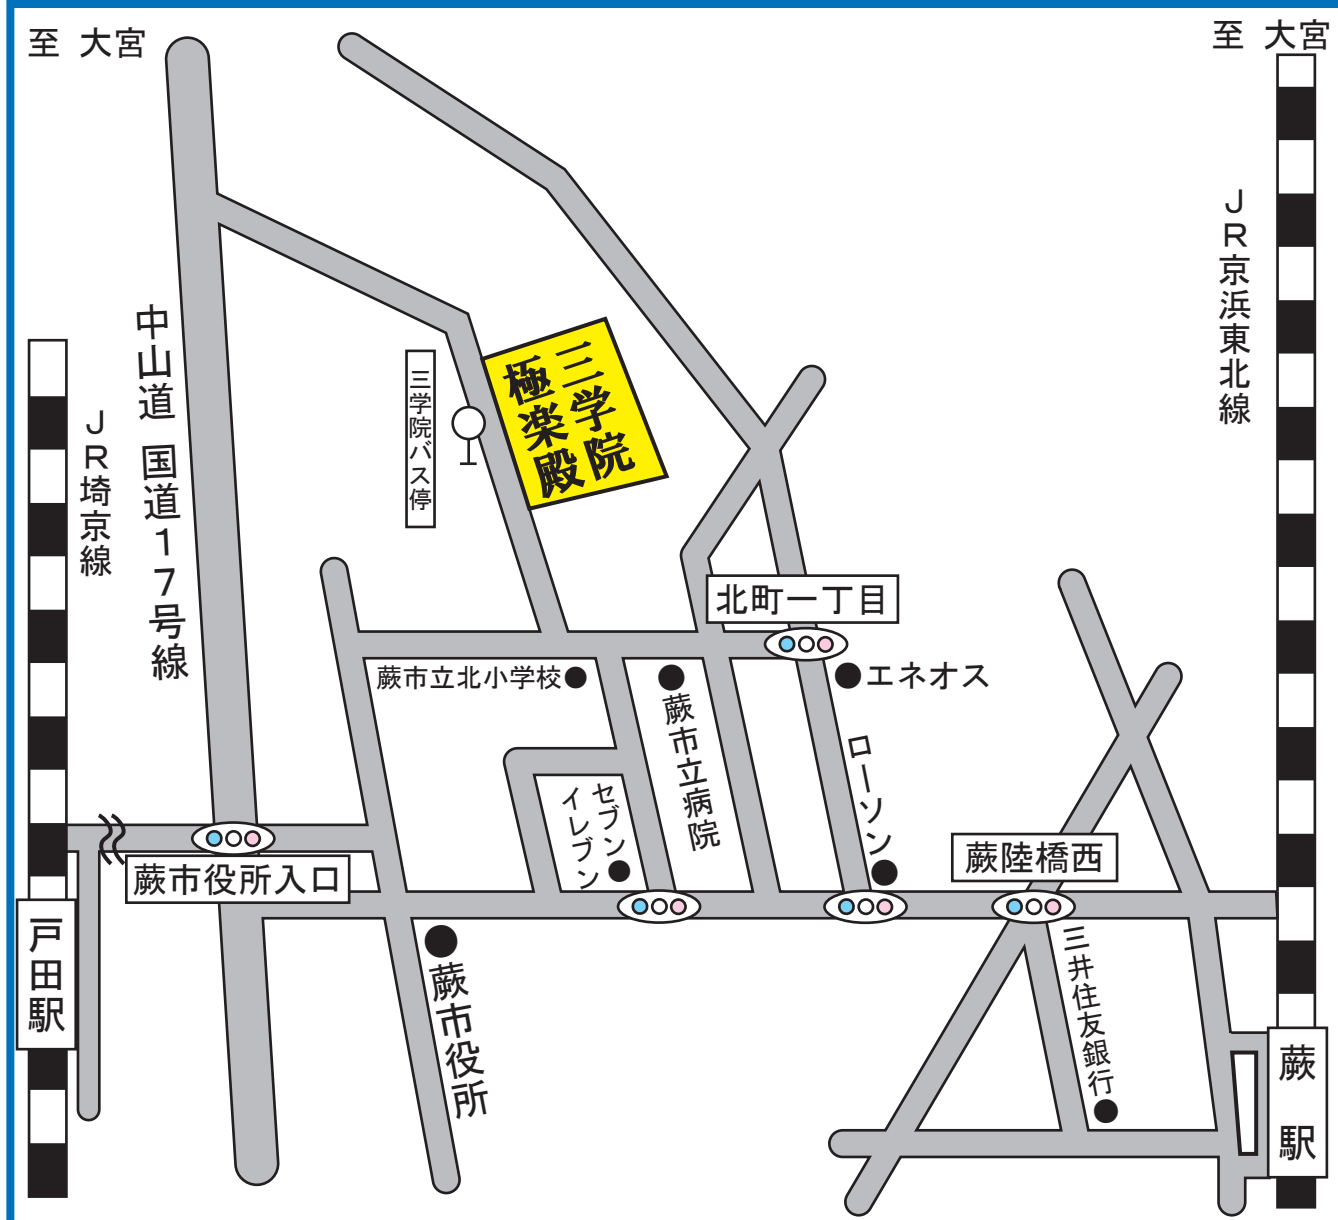 至 大宮
至 大宮
JR京浜東北線
中山道 国道17号線
三学院
極楽殿
三学院バス停
JR埼京線
北町一丁目
蕨市立北小学校
エネオス
蕨市立病院
ローソン
セブン
イレブン
蕨陸橋西
蕨市役所入口
戸田駅
蕨市役所
三井住友銀行
蕨駅